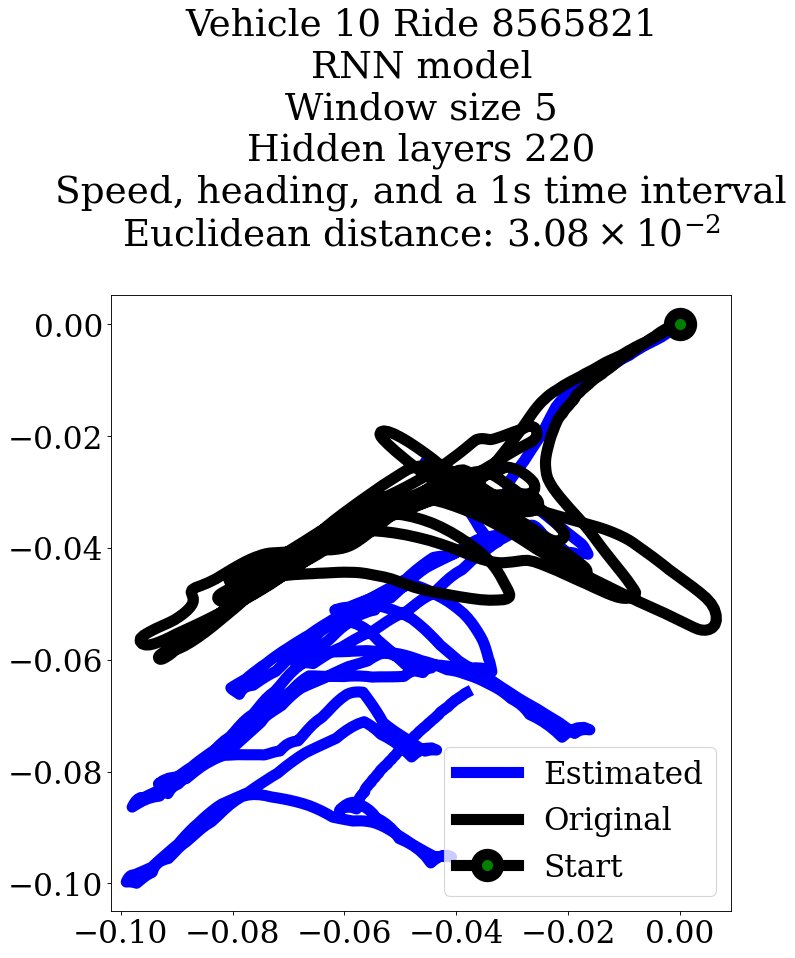 Vehicle 10 Ride 8565821
RNN model
Window size 5
Hidden layers 220
Speed, heading, and a 1s time interval
Euclidean distance: 3.08 × 10⁻²
0.00
−0.02
−0.04
−0.06
−0.08
−0.10
Estimated
Original
Start
−0.10 −0.08 −0.06 −0.04 −0.02 0.00